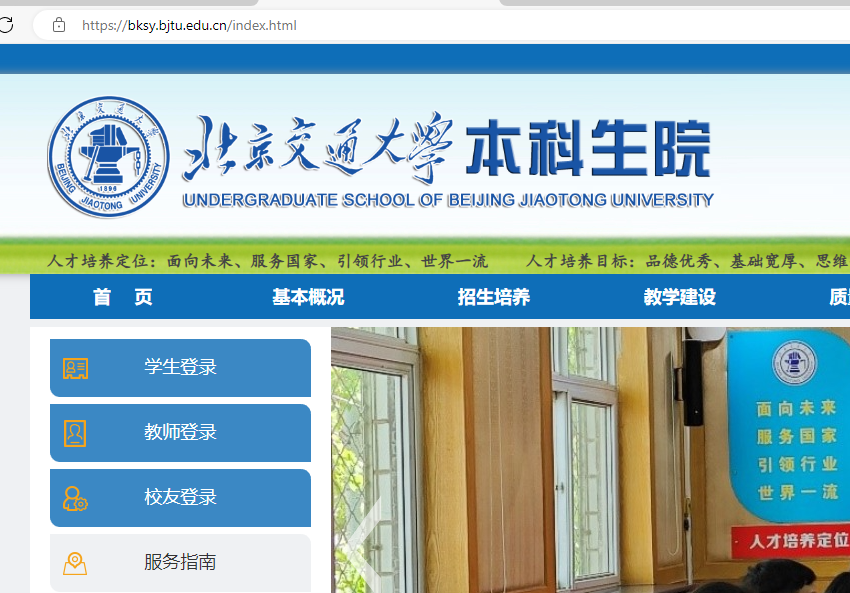 https://bksy.bjtu.edu.cn/index.html
北京交通大学 本科生院
UNDERGRADUATE SCHOOL OF BEIJING JIAOTONG UNIVERSITY
北京交通大学
1896
BEIJING JIAOTONG UNIVERSITY
人才培养定位：面向未来、服务国家、引领行业、世界一流 人才培养目标：品德优秀、基础宽厚、思维
首 页 基本概况 招生培养 教学建设 质
学生登录
教师登录
校友登录
服务指南
面向未来
服务国家
引领行业
世界一流
人才培养定位